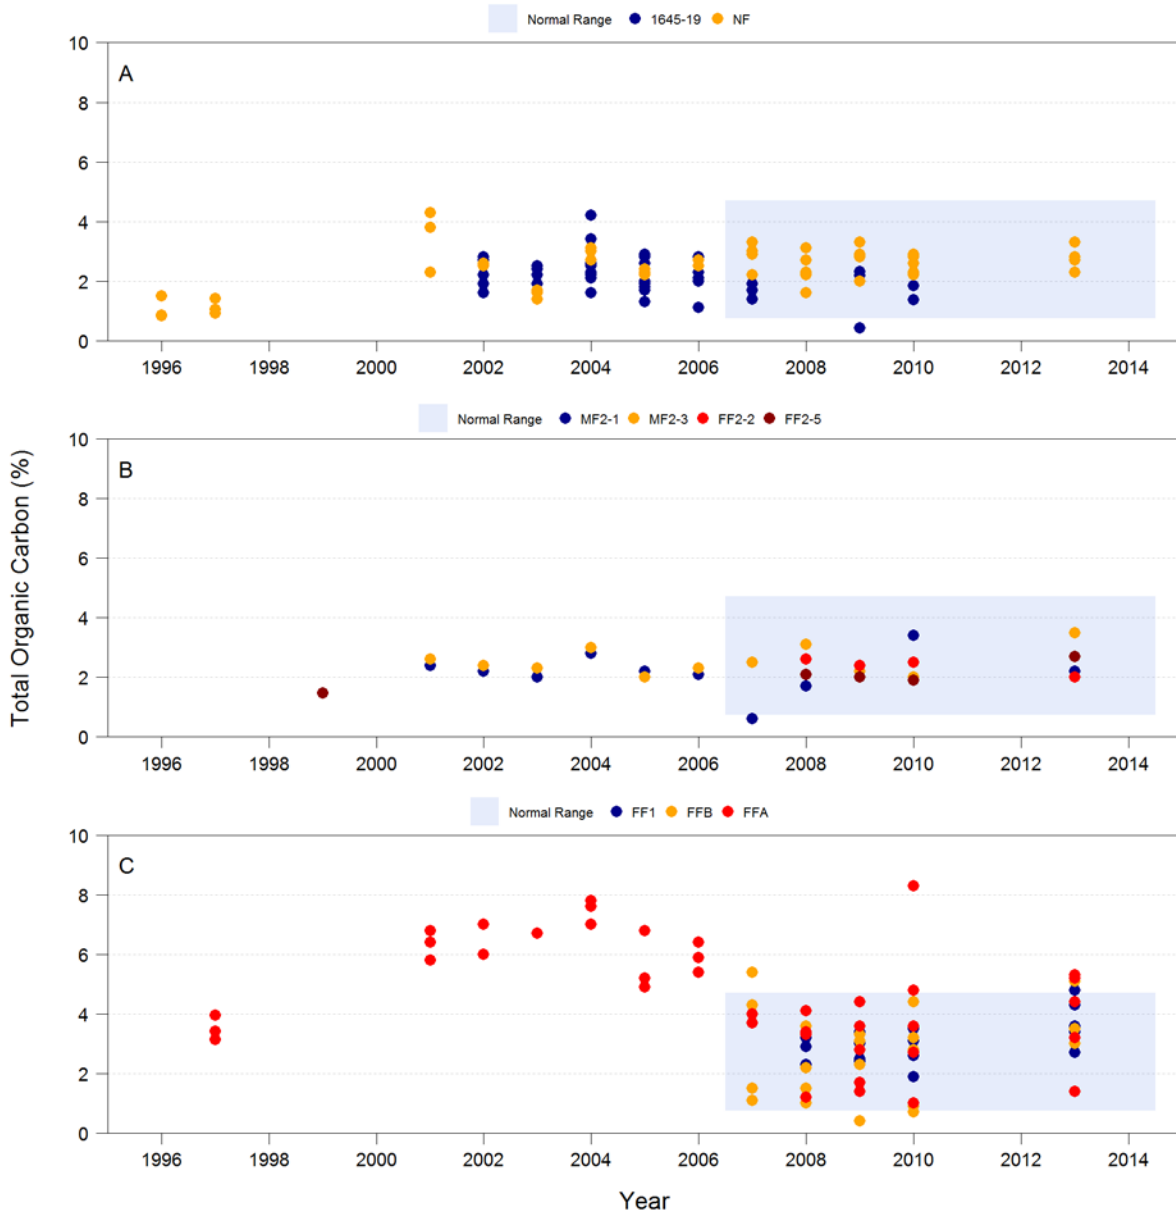 Normal Range 1645-19 NF
A
10
8
6
4
2
0
1996 1998 2000 2002 2004 2006 2008 2010 2012 2014
Normal Range MF2-1 MF2-3 FF2-2 FF2-5
B
10
8
6
4
2
0
1996 1998 2000 2002 2004 2006 2008 2010 2012 2014
Total Organic Carbon (%)
Normal Range FF1 FFB FFA
C
10
8
6
4
2
0
1996 1998 2000 2002 2004 2006 2008 2010 2012 2014
Year